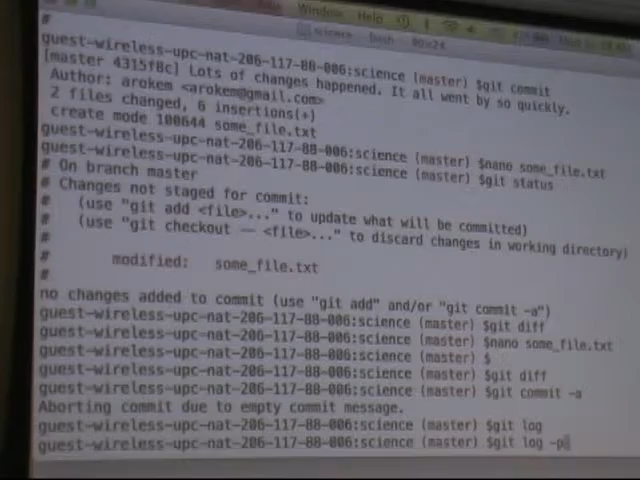 Window Help
science — bash — 80x24
#
guest-wireless-upc-nat-206-117-88-006:science (master) $git commit
[master 4315f8c] Lots of changes happened. It all went by so quickly.
Author: arokem <arokem@gmail.com>
2 files changed, 6 insertions(+)
create mode 100644 some_file.txt
guest-wireless-upc-nat-206-117-88-006:science (master) $nano some_file.txt
guest-wireless-upc-nat-206-117-88-006:science (master) $git status
# On branch master
# Changes not staged for commit:
# (use "git add <file>..." to update what will be committed)
# (use "git checkout -- <file>..." to discard changes in working directory)
#
# modified: some_file.txt
#
no changes added to commit (use "git add" and/or "git commit -a")
guest-wireless-upc-nat-206-117-88-006:science (master) $git diff
guest-wireless-upc-nat-206-117-88-006:science (master) $nano some_file.txt
guest-wireless-upc-nat-206-117-88-006:science (master) $
guest-wireless-upc-nat-206-117-88-006:science (master) $git diff
guest-wireless-upc-nat-206-117-88-006:science (master) $git commit -a
Aborting commit due to empty commit message.
guest-wireless-upc-nat-206-117-88-006:science (master) $git log
guest-wireless-upc-nat-206-117-88-006:science (master) $git log -p